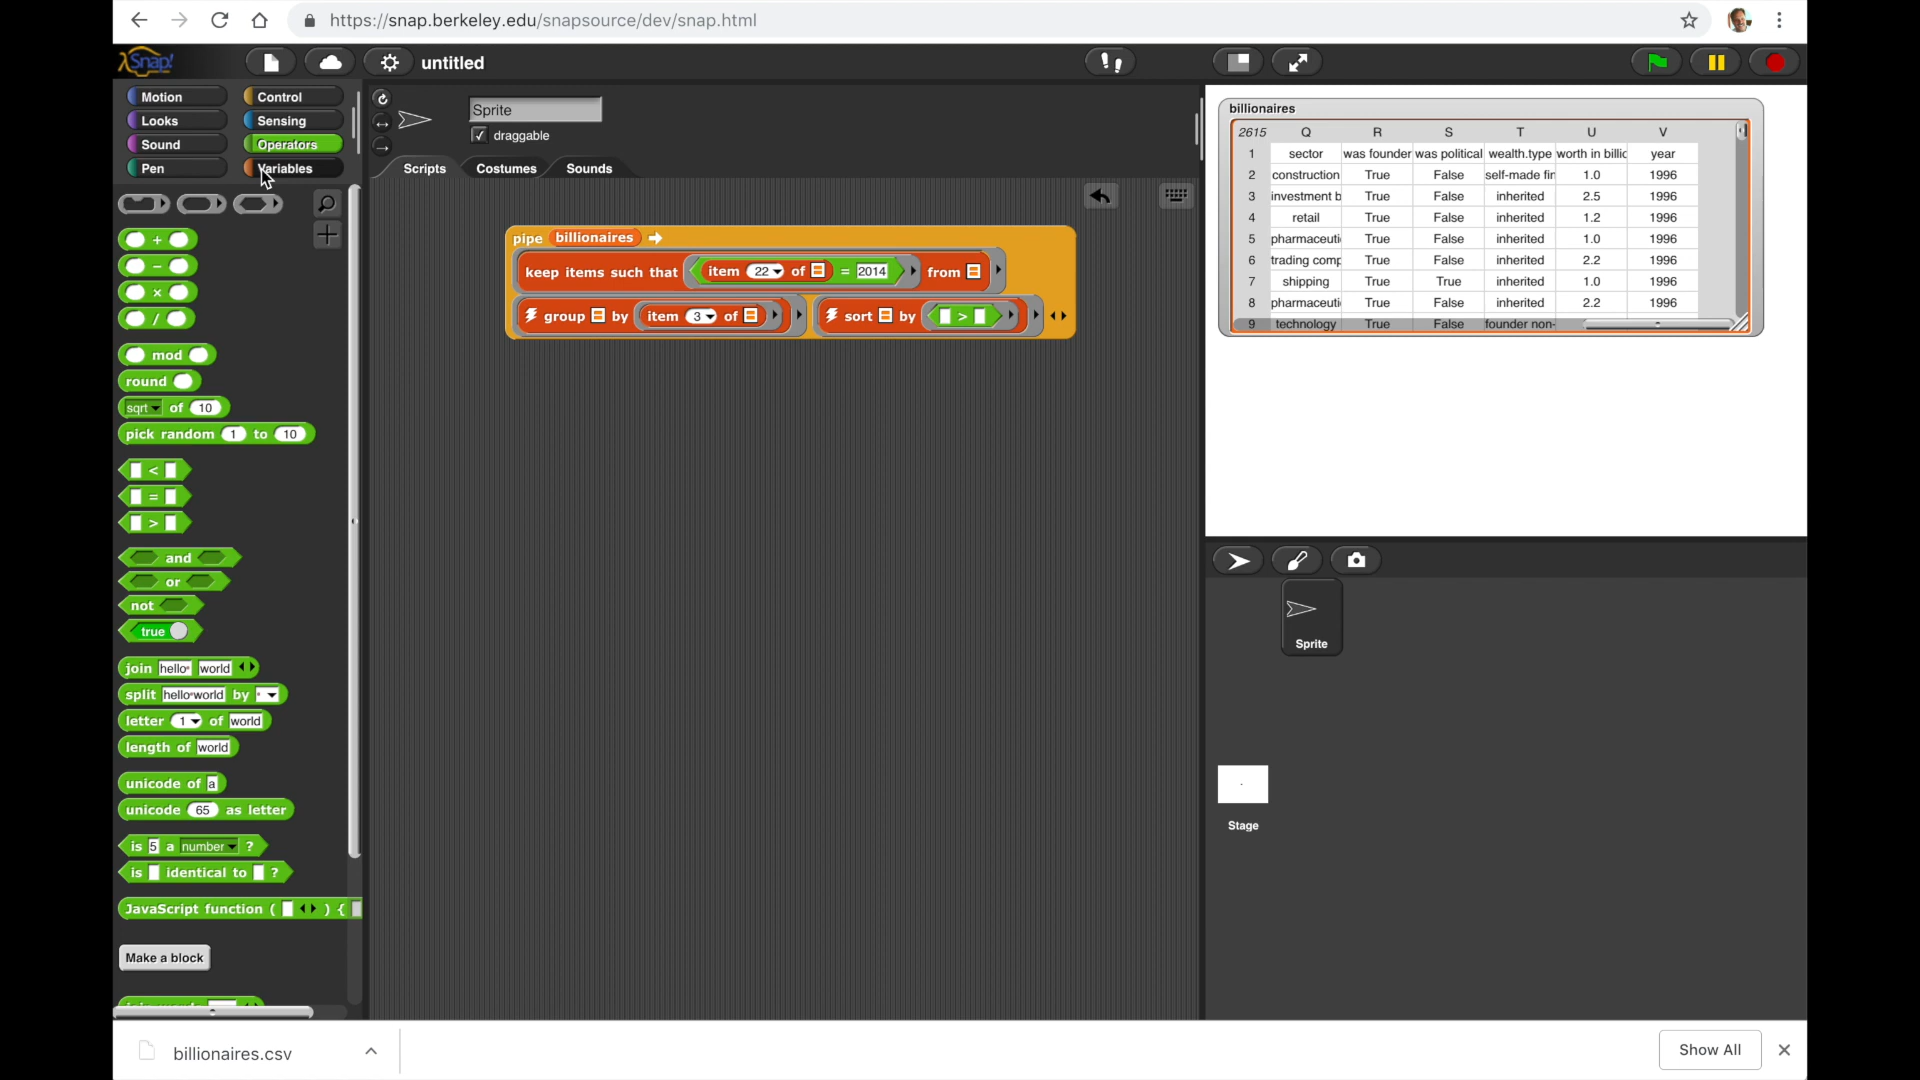 https://snap.berkeley.edu/snapsource/dev/snap.html
Snap!
untitled
Motion
Control
Looks
Sensing
Sound
Operators
Pen
Variables
+
−
×
/
mod
round
sqrt of 10
pick random 1 to 10
<
=
>
and
or
not
true
join hello world
split hello world by
letter 1 of world
length of world
unicode of a
unicode 65 as letter
is 5 a number ?
is identical to ?
JavaScript function ( ) {
Make a block
Sprite
draggable
Scripts
Costumes
Sounds
pipe billionaires
keep items such that item 22 of = 2014 from
group by item 3 of
sort by >
billionaires
2615 Q R S T U V
1 sector was founder was political wealth.type worth in billic year
2 construction True False self-made fin 1.0 1996
3 investment b True False inherited 2.5 1996
4 retail True False inherited 1.2 1996
5 pharmaceuti True False inherited 1.0 1996
6 trading comp True False inherited 2.2 1996
7 shipping True True inherited 1.0 1996
8 pharmaceuti True False inherited 2.2 1996
9 technology True False founder non-
Sprite
Stage
billionaires.csv
Show All